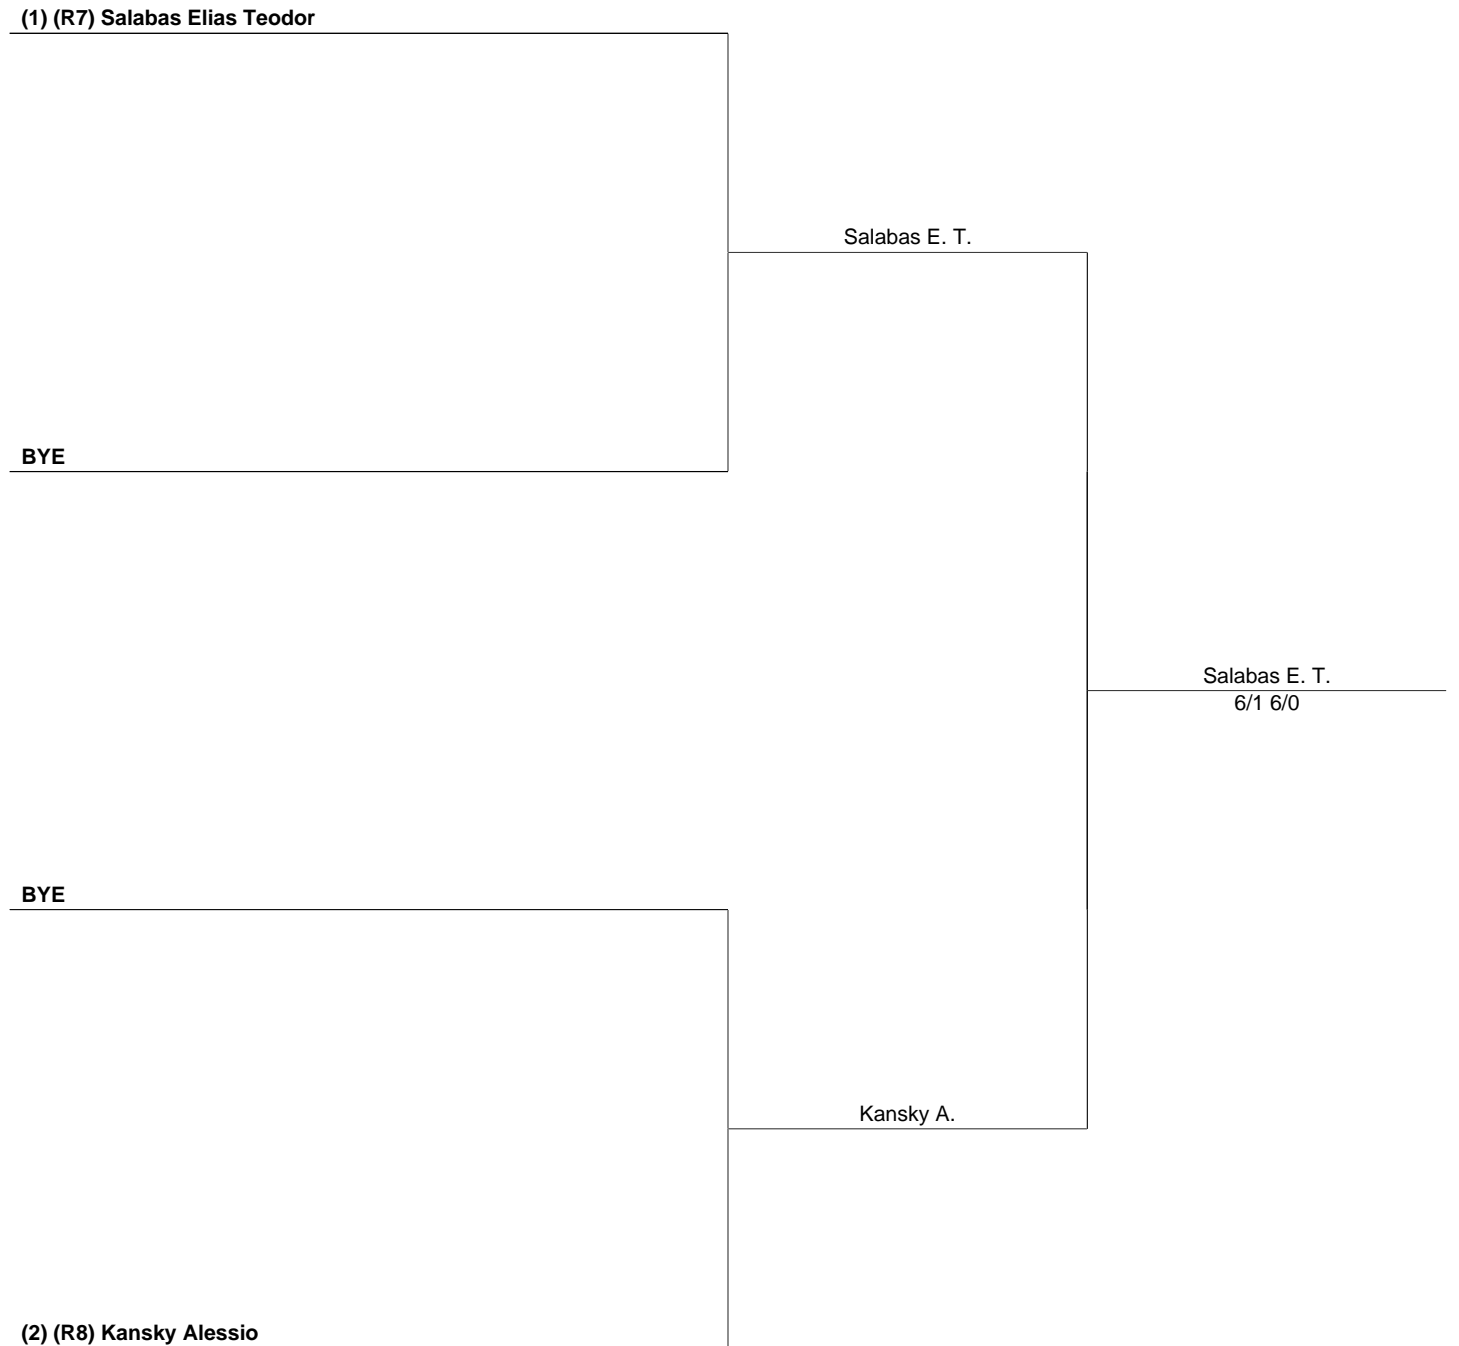 (1) (R7) Salabas Elias Teodor
Salabas E. T.
BYE
Salabas E. T.
6/1 6/0
BYE
Kansky A.
(2) (R8) Kansky Alessio